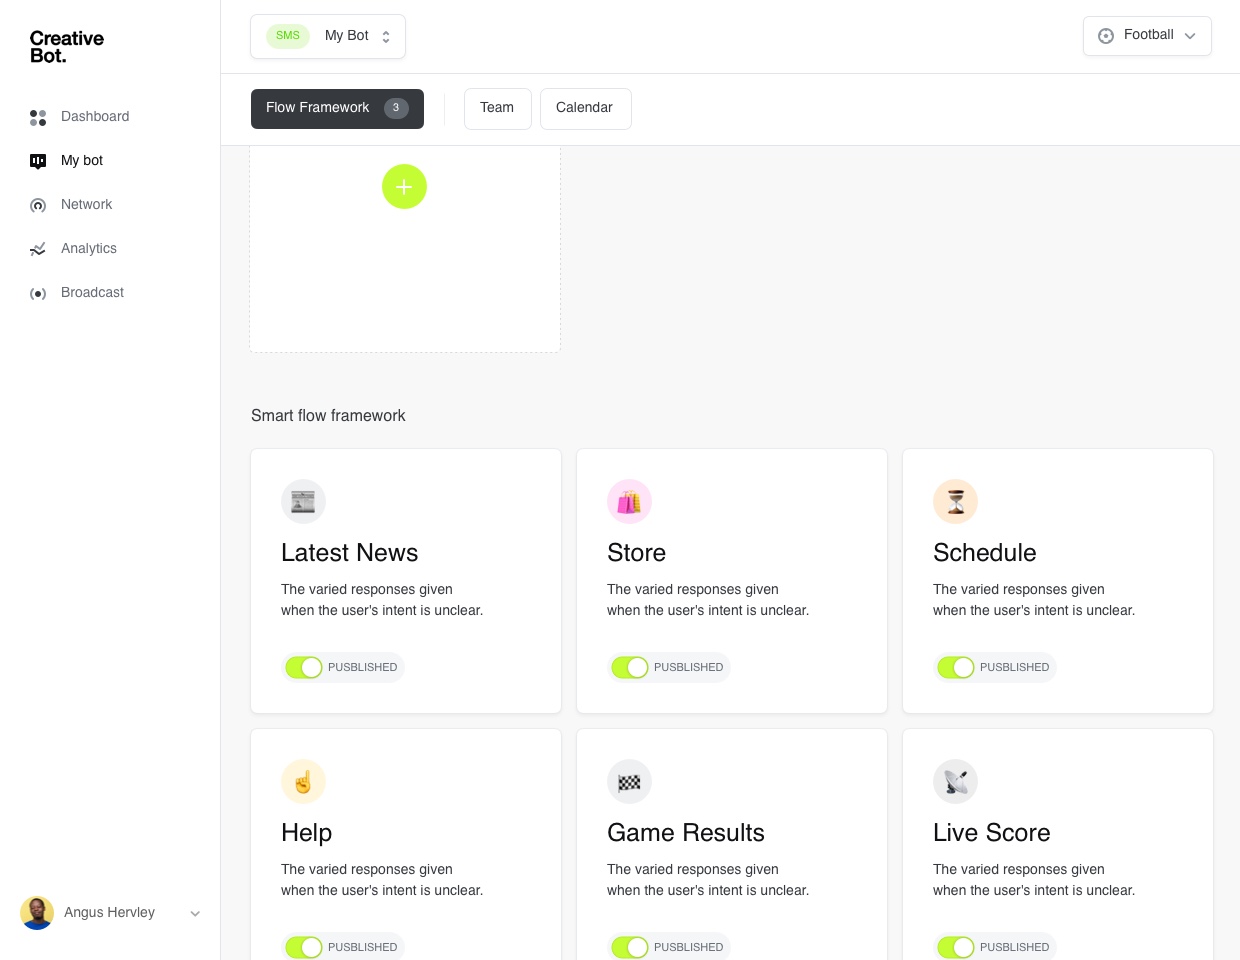 Creative
Bot.
Dashboard
My bot
Network
Analytics
Broadcast
Angus Hervley
SMS My Bot
Football
Flow Framework 3
Team
Calendar
Smart flow framework
Latest News
The varied responses given
when the user's intent is unclear.
PUSBLISHED
Store
The varied responses given
when the user's intent is unclear.
PUSBLISHED
Schedule
The varied responses given
when the user's intent is unclear.
PUSBLISHED
Help
The varied responses given
when the user's intent is unclear.
PUSBLISHED
Game Results
The varied responses given
when the user's intent is unclear.
PUSBLISHED
Live Score
The varied responses given
when the user's intent is unclear.
PUSBLISHED